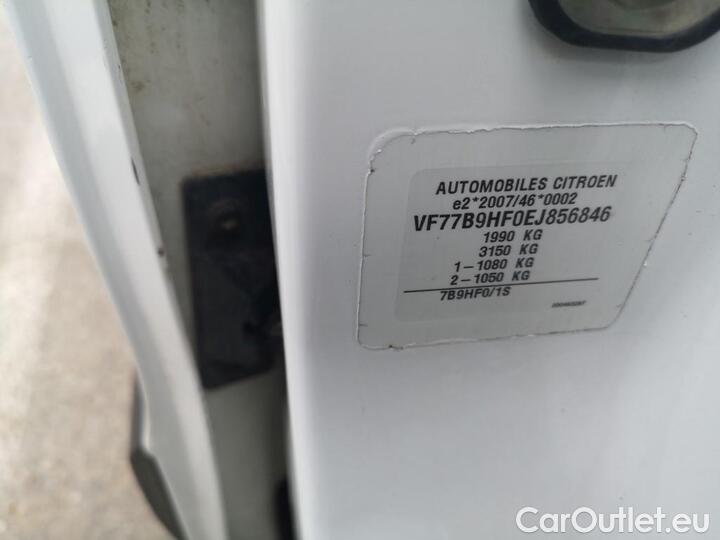 AUTOMOBILES CITROEN
e2*2007/46*0002
VF77B9HF0EJ856846
1990 KG
3150 KG
1-1080 KG
2-1050 KG
7B9HF0/1S
CarOutlet.eu